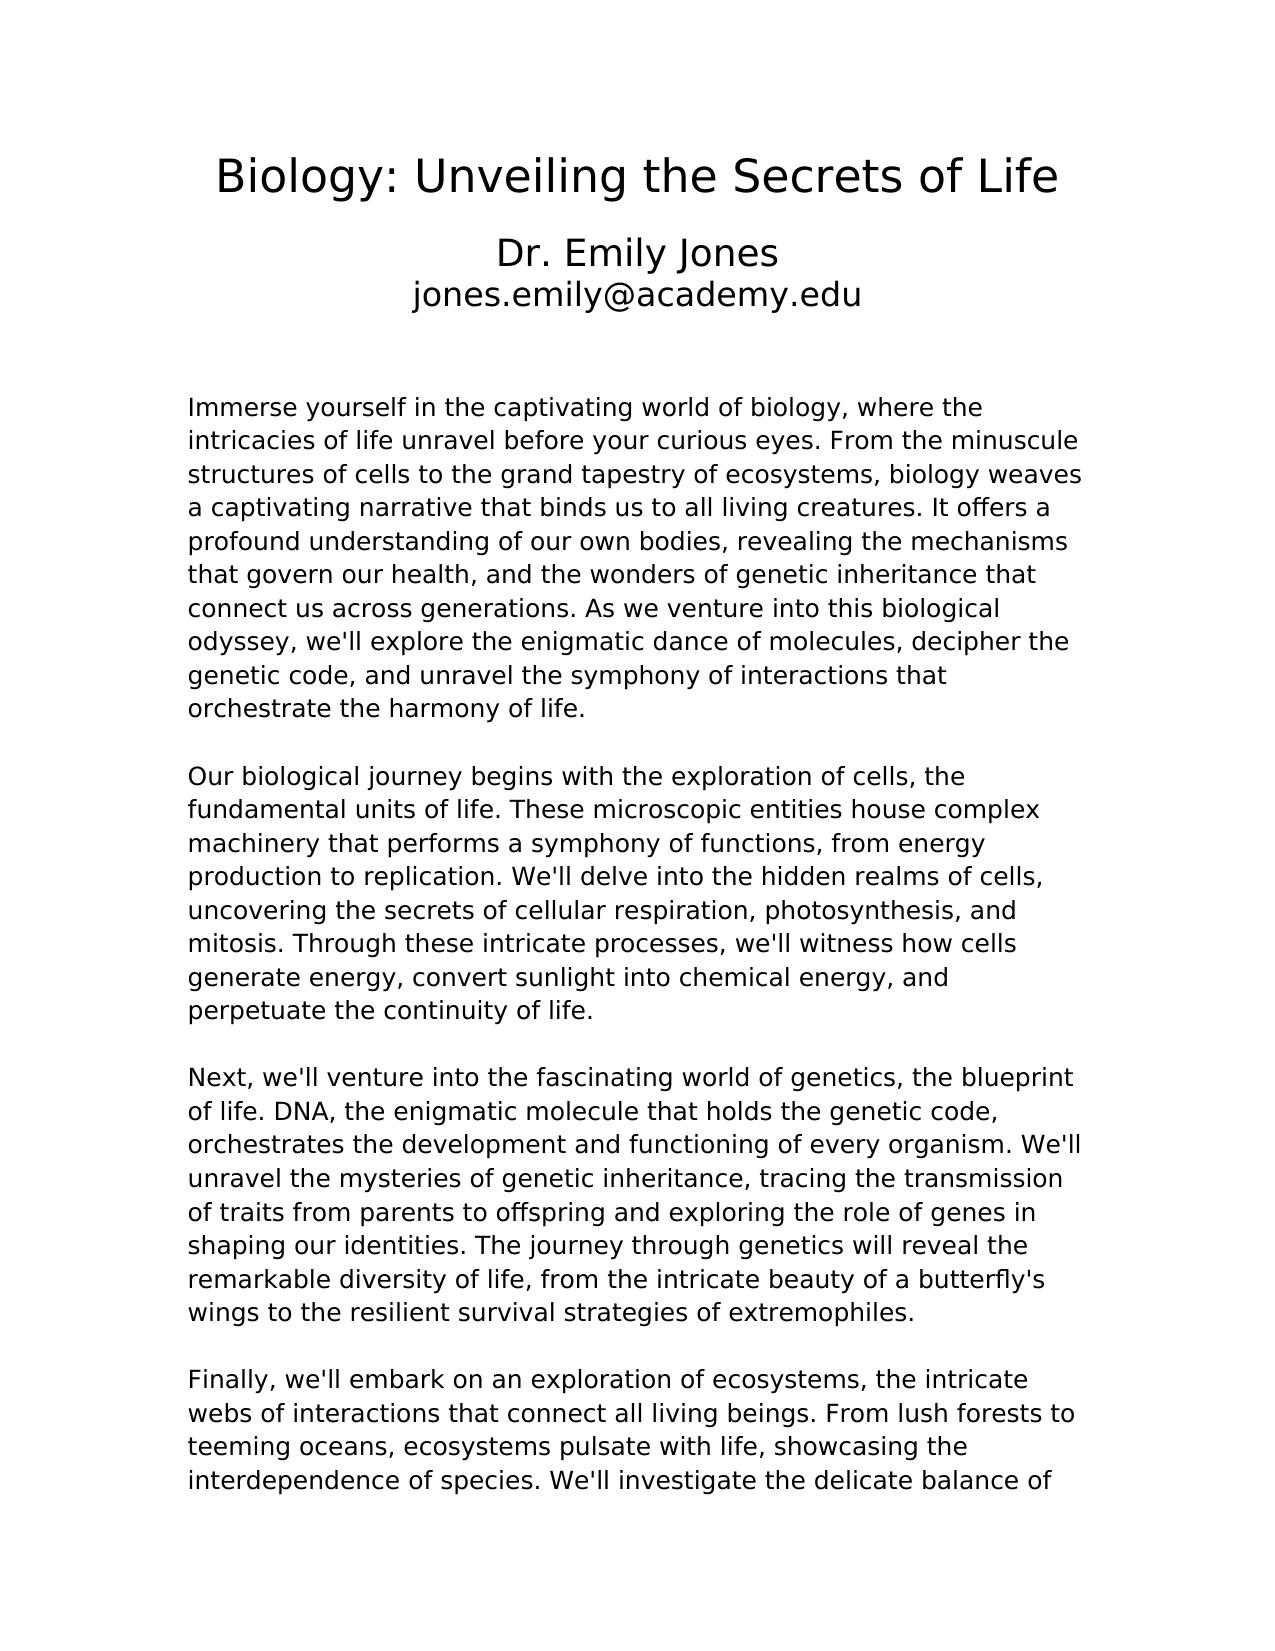 Biology: Unveiling the Secrets of Life
Dr. Emily Jones
jones.emily@academy.edu
Immerse yourself in the captivating world of biology, where the
intricacies of life unravel before your curious eyes. From the minuscule
structures of cells to the grand tapestry of ecosystems, biology weaves
a captivating narrative that binds us to all living creatures. It offers a
profound understanding of our own bodies, revealing the mechanisms
that govern our health, and the wonders of genetic inheritance that
connect us across generations. As we venture into this biological
odyssey, we'll explore the enigmatic dance of molecules, decipher the
genetic code, and unravel the symphony of interactions that
orchestrate the harmony of life.
Our biological journey begins with the exploration of cells, the
fundamental units of life. These microscopic entities house complex
machinery that performs a symphony of functions, from energy
production to replication. We'll delve into the hidden realms of cells,
uncovering the secrets of cellular respiration, photosynthesis, and
mitosis. Through these intricate processes, we'll witness how cells
generate energy, convert sunlight into chemical energy, and
perpetuate the continuity of life.
Next, we'll venture into the fascinating world of genetics, the blueprint
of life. DNA, the enigmatic molecule that holds the genetic code,
orchestrates the development and functioning of every organism. We'll
unravel the mysteries of genetic inheritance, tracing the transmission
of traits from parents to offspring and exploring the role of genes in
shaping our identities. The journey through genetics will reveal the
remarkable diversity of life, from the intricate beauty of a butterfly's
wings to the resilient survival strategies of extremophiles.
Finally, we'll embark on an exploration of ecosystems, the intricate
webs of interactions that connect all living beings. From lush forests to
teeming oceans, ecosystems pulsate with life, showcasing the
interdependence of species. We'll investigate the delicate balance of